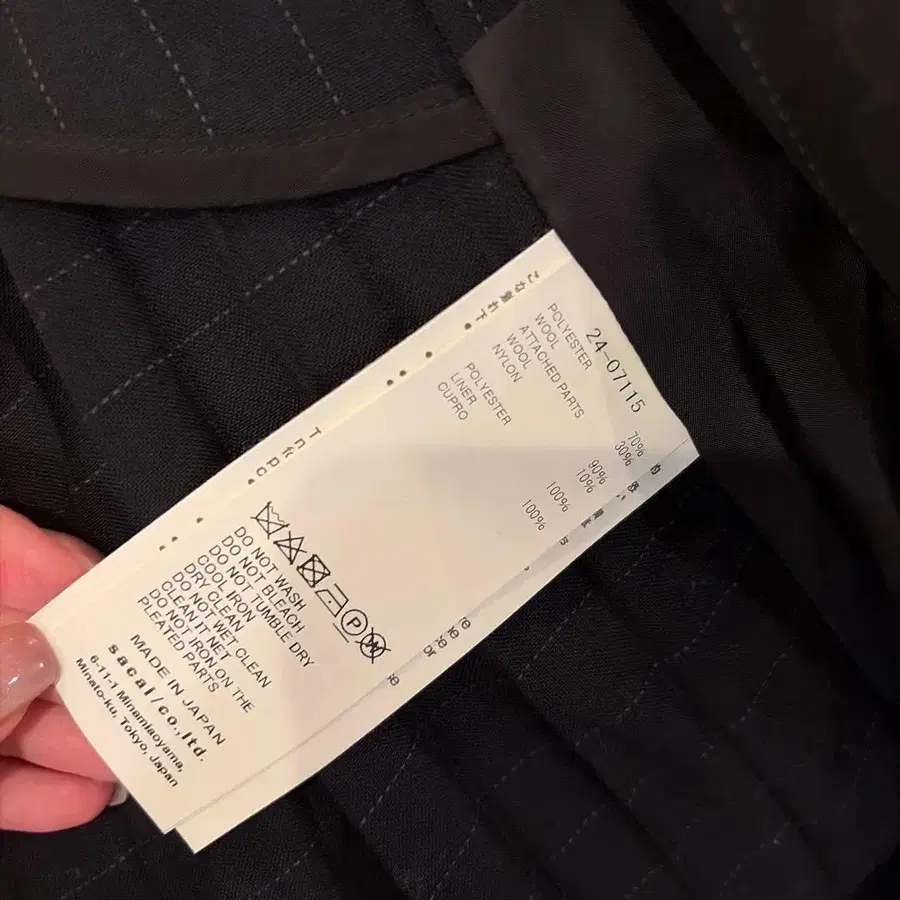 24-07115
POLYESTER 70%
WOOL 30%
ATTACHED PARTS
WOOL 90%
NYLON 10%
POLYESTER 100%
LINER
CUPRO 100%
P
W
DO NOT WASH
DO NOT BLEACH
DO NOT TUMBLE DRY
COOL IRON
DRY CLEAN
DO NOT WET CLEAN
CLEAN IT NET
DO NOT IRON ON THE
PLEATED PARTS
MADE IN JAPAN
sacai/co.,ltd.
6-11-1 Minamiaoyama,
Minato-ku, Tokyo, Japan